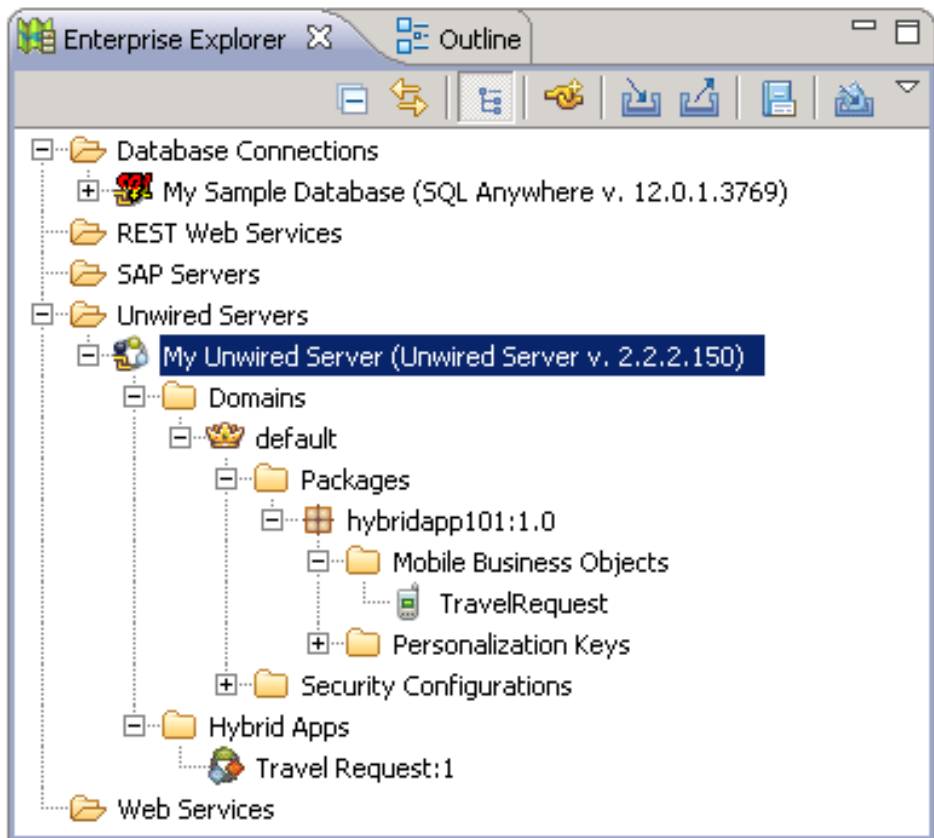 Enterprise Explorer Outline
Database Connections
My Sample Database (SQL Anywhere v. 12.0.1.3769)
REST Web Services
SAP Servers
Unwired Servers
My Unwired Server (Unwired Server v. 2.2.2.150)
Domains
default
Packages
hybridapp101:1.0
Mobile Business Objects
TravelRequest
Personalization Keys
Security Configurations
Hybrid Apps
Travel Request:1
Web Services